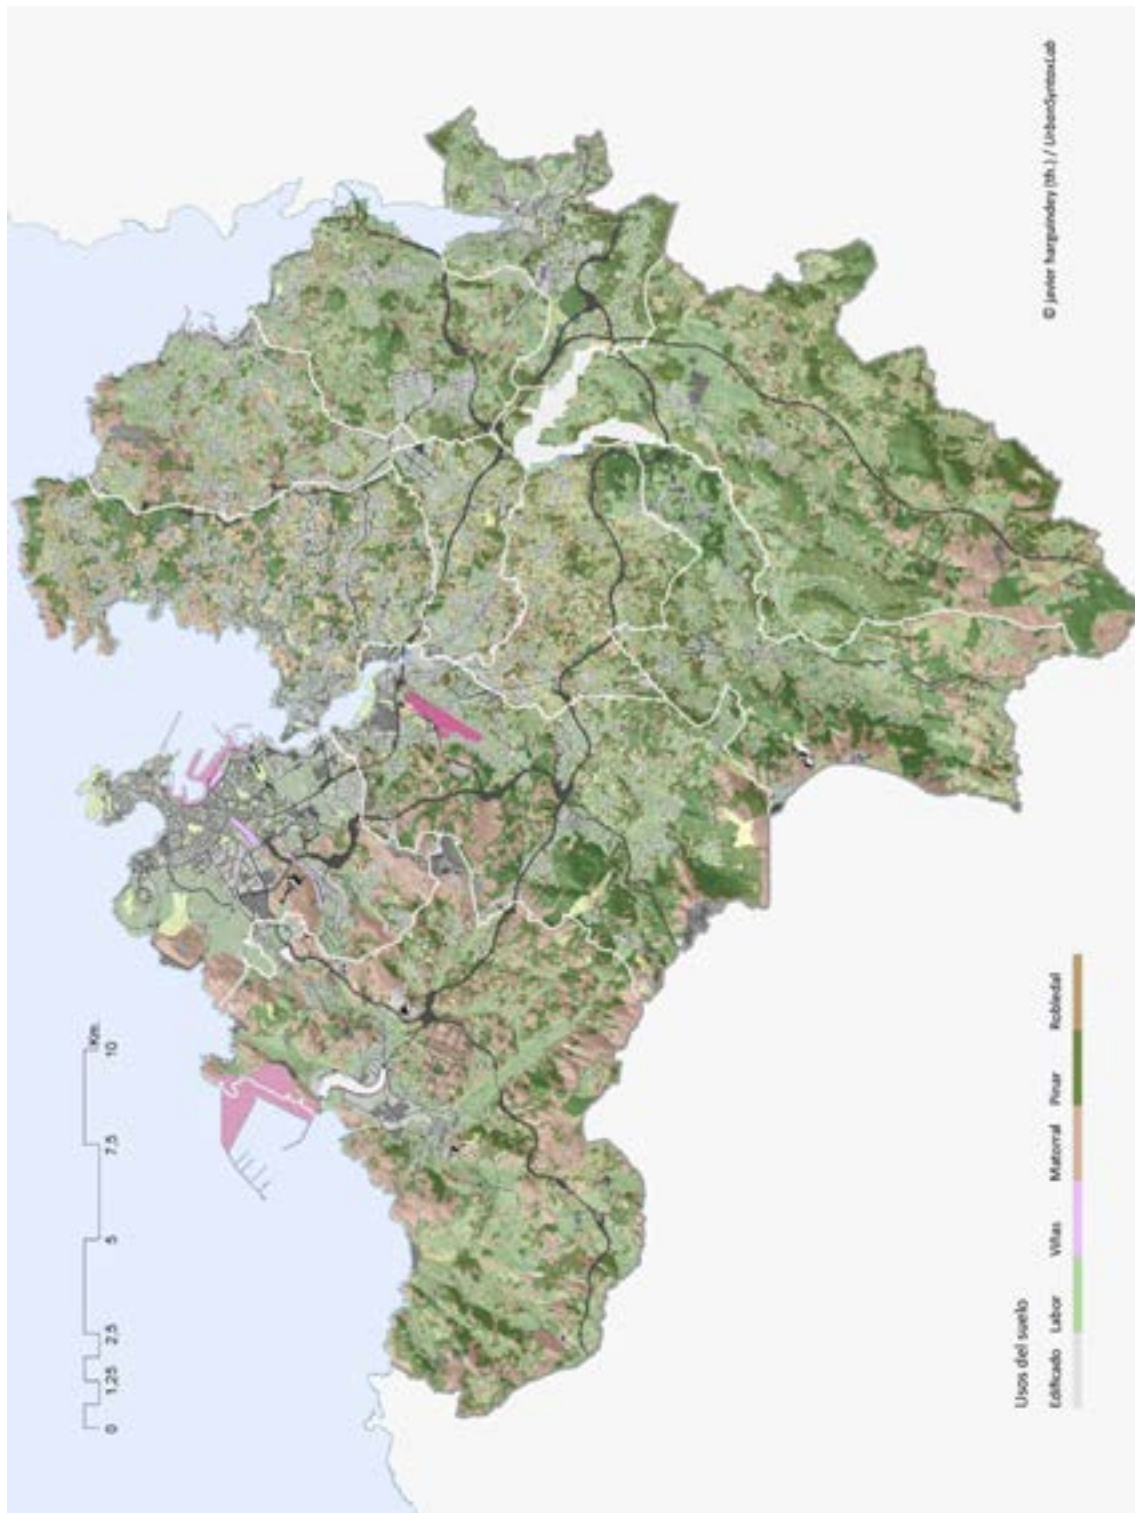 © javier harguindey (th.) / UrbanSyntaxLab
0 1,25 2,5 5 7,5 10
Km.
Usos del suelo
Edificado Labor Viñas Matorral Pinar Robledal